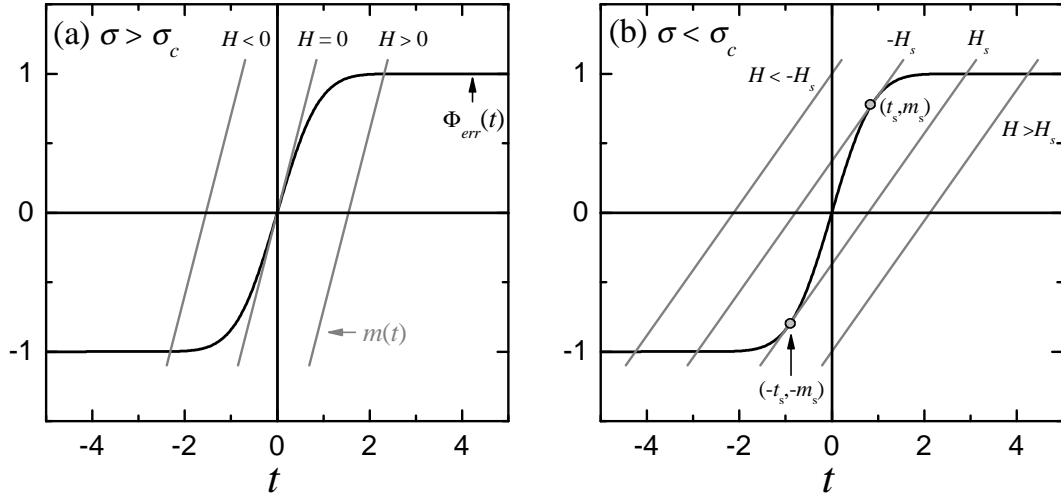 (a) σ > σ_c
H < 0
H = 0
H > 0
1
0
-1
Φ_err(t)
m(t)
-4
-2
0
2
4
t
(b) σ < σ_c
H < -H_s
-H_s
H_s
H > H_s
1
0
-1
(t_s,m_s)
(-t_s,-m_s)
-4
-2
0
2
4
t